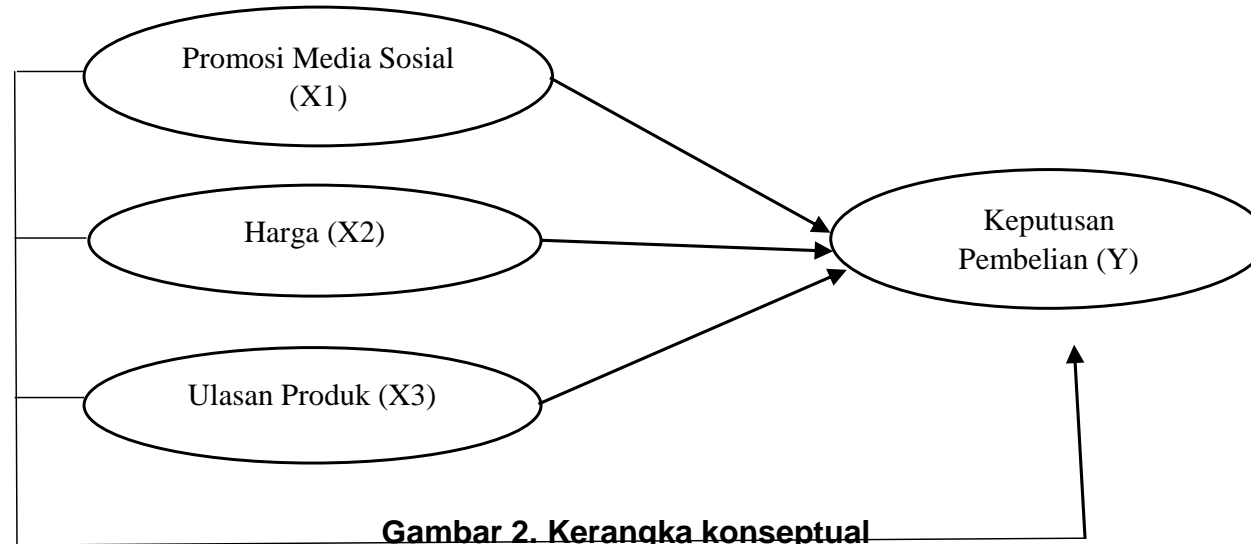 Promosi Media Sosial
(X1)
Harga (X2)
Keputusan
Pembelian (Y)
Ulasan Produk (X3)
Gambar 2. Kerangka konseptual